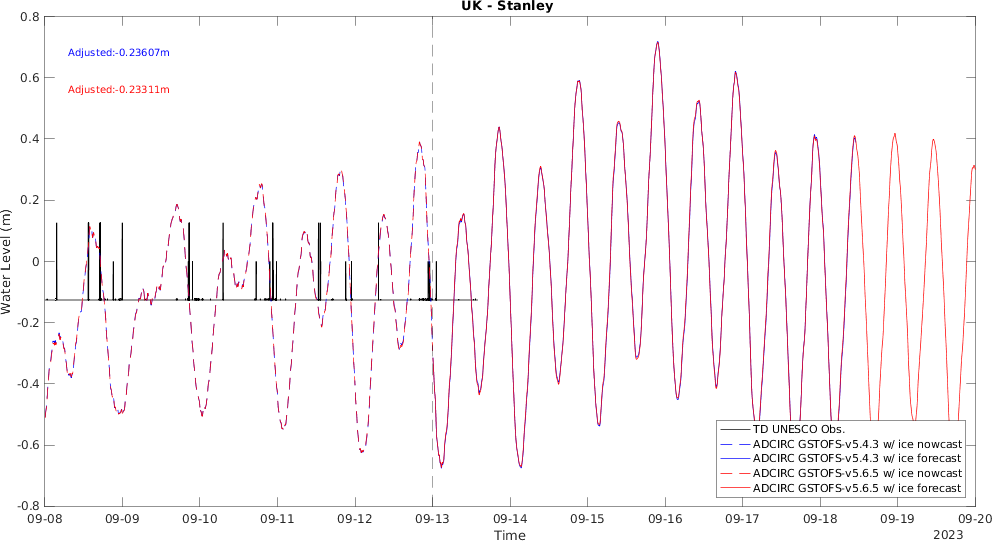 UK - Stanley
Adjusted:-0.23607m
Adjusted:-0.23311m
Water Level (m)
0.8
0.6
0.4
0.2
0
-0.2
-0.4
-0.6
-0.8
TD UNESCO Obs.
ADCIRC GSTOFS-v5.4.3 w/ ice nowcast
ADCIRC GSTOFS-v5.4.3 w/ ice forecast
ADCIRC GSTOFS-v5.6.5 w/ ice nowcast
ADCIRC GSTOFS-v5.6.5 w/ ice forecast
09-08 09-09 09-10 09-11 09-12 09-13 09-14 09-15 09-16 09-17 09-18 09-19 09-20
Time
2023